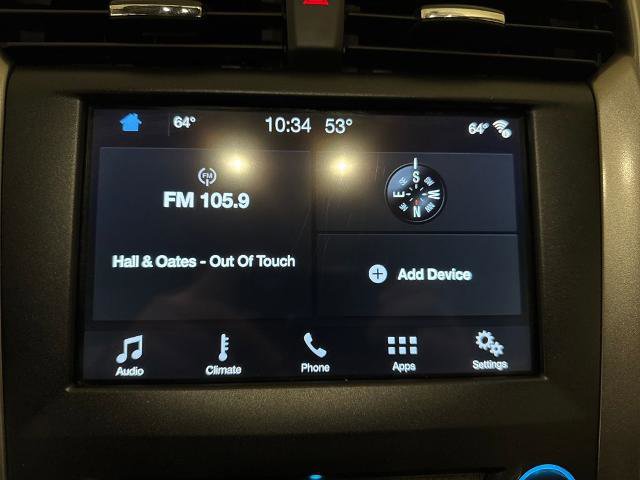 64° 10:34 53° 64°
FM
FM 105.9
Hall & Oates - Out Of Touch
S
E W
N
Add Device
Audio Climate Phone Apps Settings